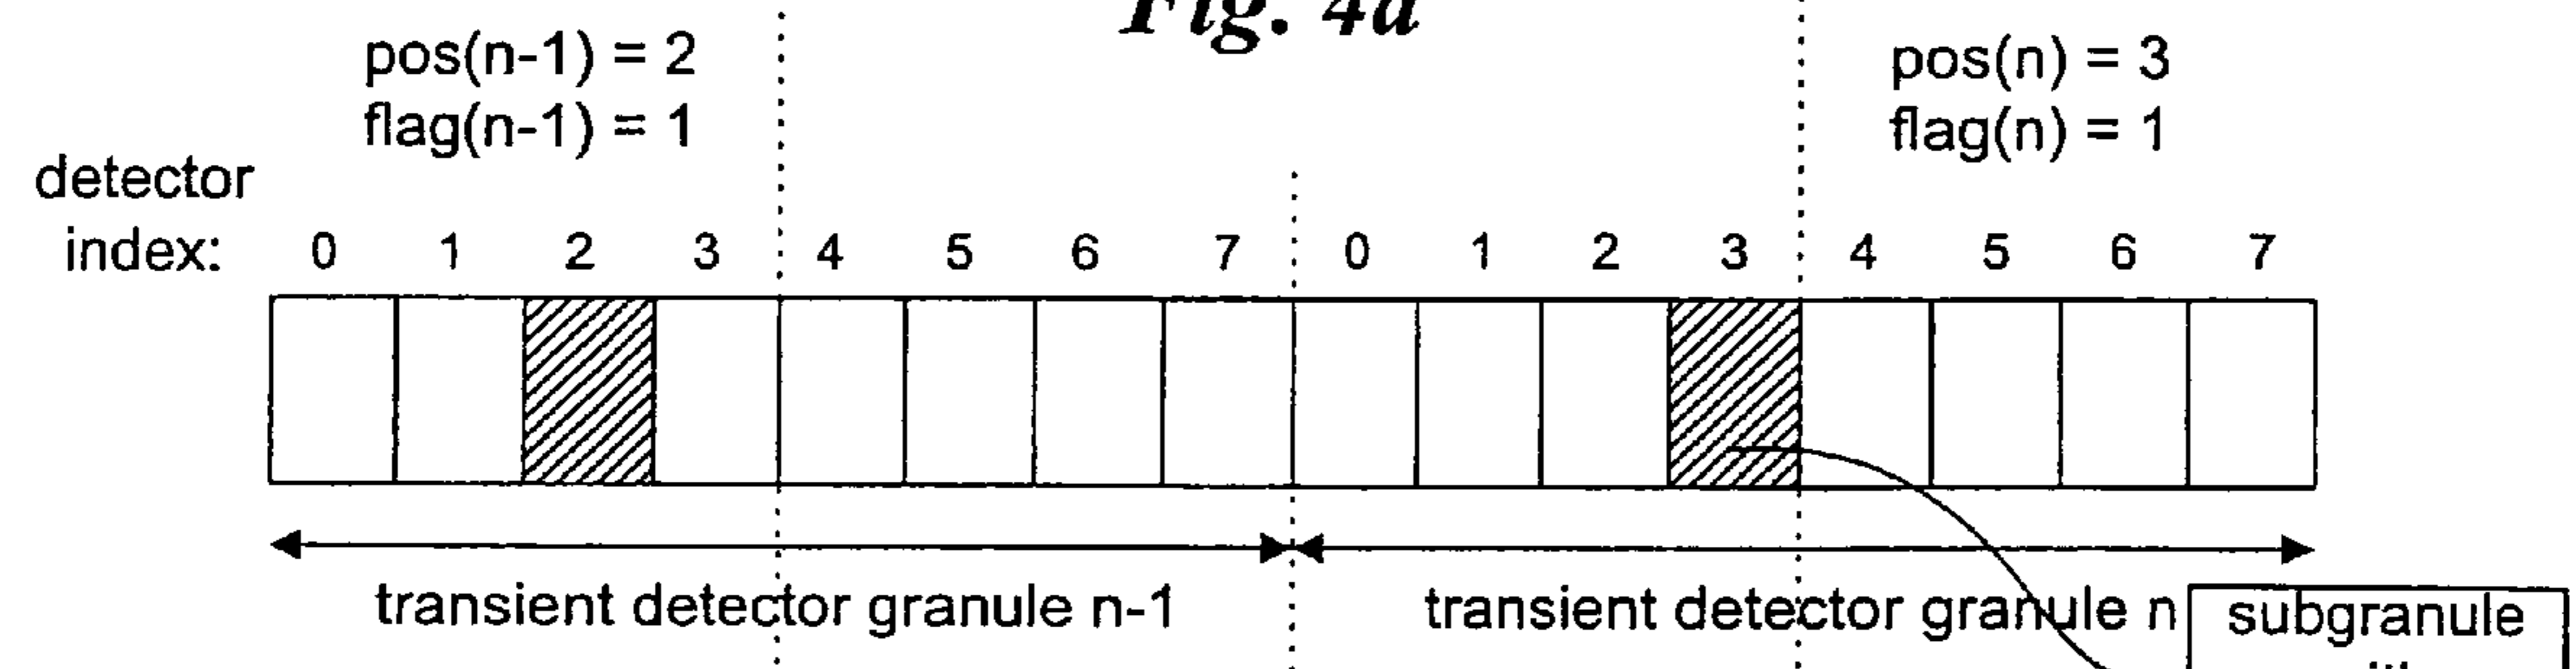 Fig. 4a
pos(n-1) = 2
flag(n-1) = 1
pos(n) = 3
flag(n) = 1
detector
index: 0 1 2 3 4 5 6 7 0 1 2 3 4 5 6 7
transient detector granule n-1
transient detector granule n
subgranule